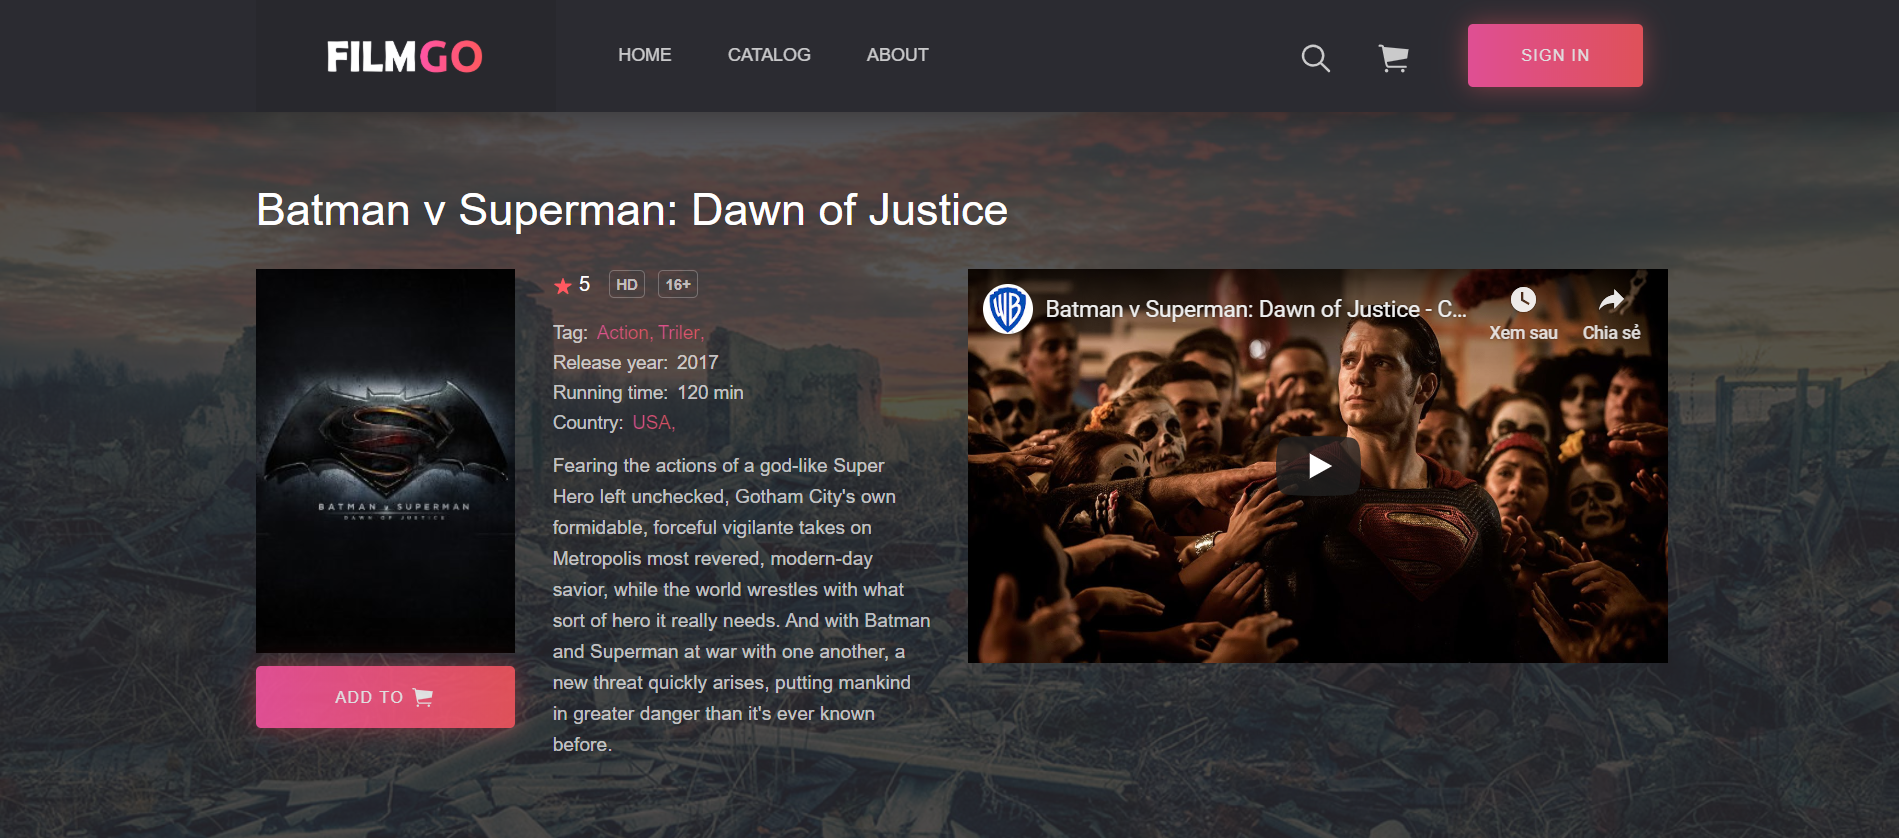 FILMGO
HOME
CATALOG
ABOUT
SIGN IN
Batman v Superman: Dawn of Justice
5
HD
16+
Tag: Action, Triler,
Release year: 2017
Running time: 120 min
Country: USA,
Fearing the actions of a god-like Super
Hero left unchecked, Gotham City's own
formidable, forceful vigilante takes on
Metropolis most revered, modern-day
savior, while the world wrestles with what
sort of hero it really needs. And with Batman
and Superman at war with one another, a
new threat quickly arises, putting mankind
in greater danger than it's ever known
before.
BATMAN v SUPERMAN
DAWN OF JUSTICE
ADD TO
WB
Batman v Superman: Dawn of Justice - C...
Xem sau
Chia sẻ